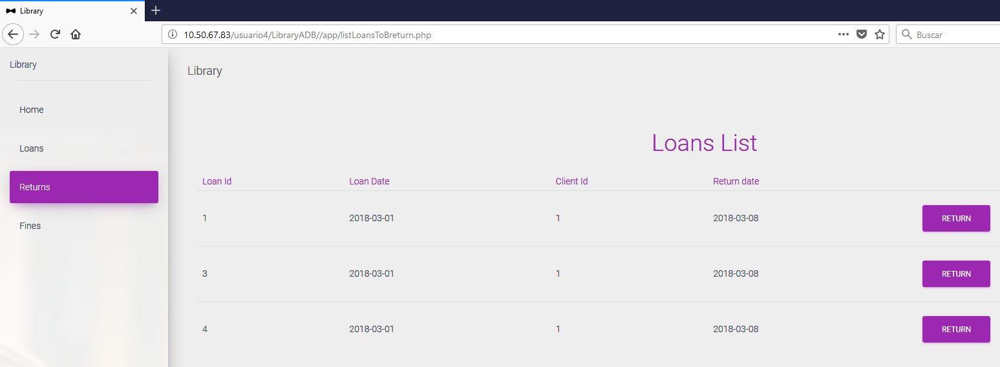 Library
10.50.67.83/usuario4/LibraryADB//app/listLoansToBreturn.php
Buscar
Library
Home
Loans
Returns
Fines
Library
Loans List
Loan Id Loan Date Client Id Return date
1 2018-03-01 1 2018-03-08 RETURN
3 2018-03-01 1 2018-03-08 RETURN
4 2018-03-01 1 2018-03-08 RETURN